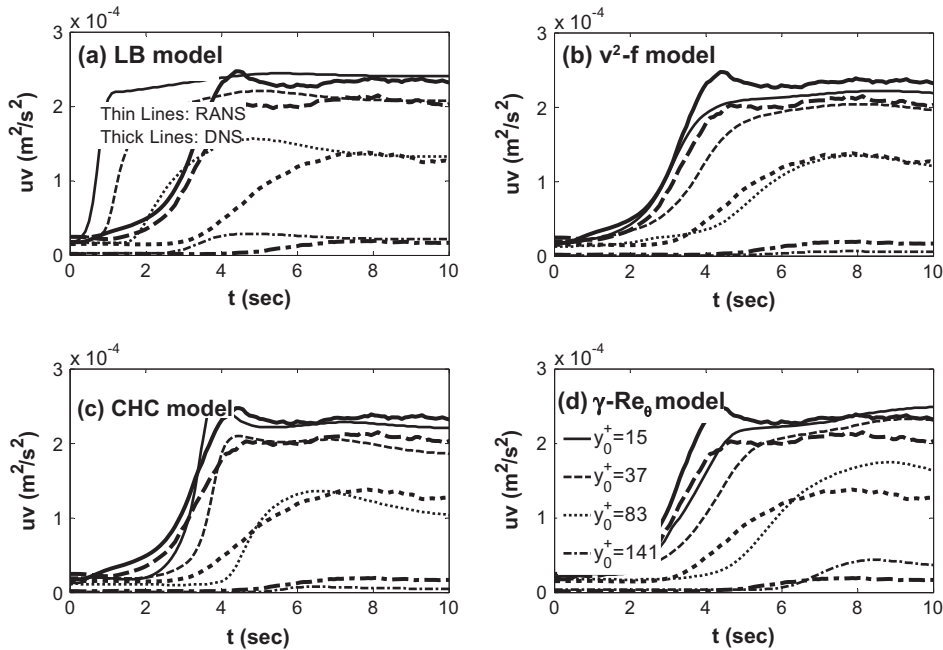 x 10⁻⁴
3
2
1
0
uv (m²/s²)
(a) LB model
Thin Lines: RANS
Thick Lines: DNS
0 2 4 6 8 10
t (sec)
x 10⁻⁴
3
2
1
0
uv (m²/s²)
(b) v²-f model
0 2 4 6 8 10
t (sec)
x 10⁻⁴
3
2
1
0
uv (m²/s²)
(c) CHC model
0 2 4 6 8 10
t (sec)
x 10⁻⁴
3
2
1
0
uv (m²/s²)
(d) γ-Reθ model
y₀⁺=15
y₀⁺=37
y₀⁺=83
y₀⁺=141
0 2 4 6 8 10
t (sec)